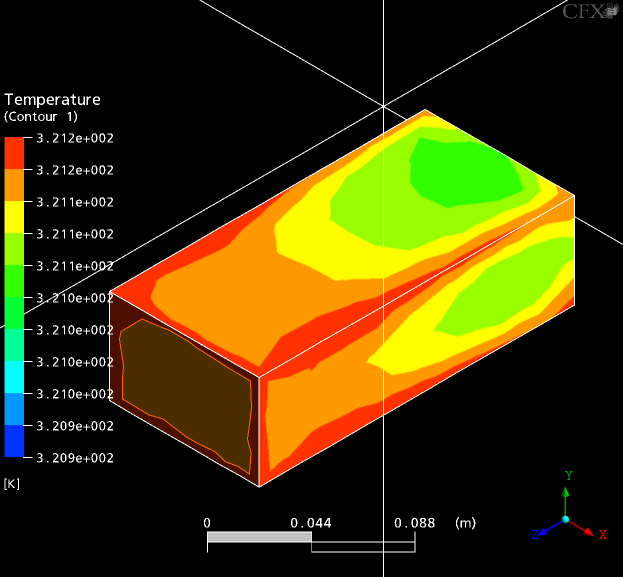 CFX
Temperature
(Contour 1)
3.212e+002
3.212e+002
3.211e+002
3.211e+002
3.211e+002
3.210e+002
3.210e+002
3.210e+002
3.210e+002
3.209e+002
3.209e+002
[K]
0 0.044 0.088 (m)
Y
Z X